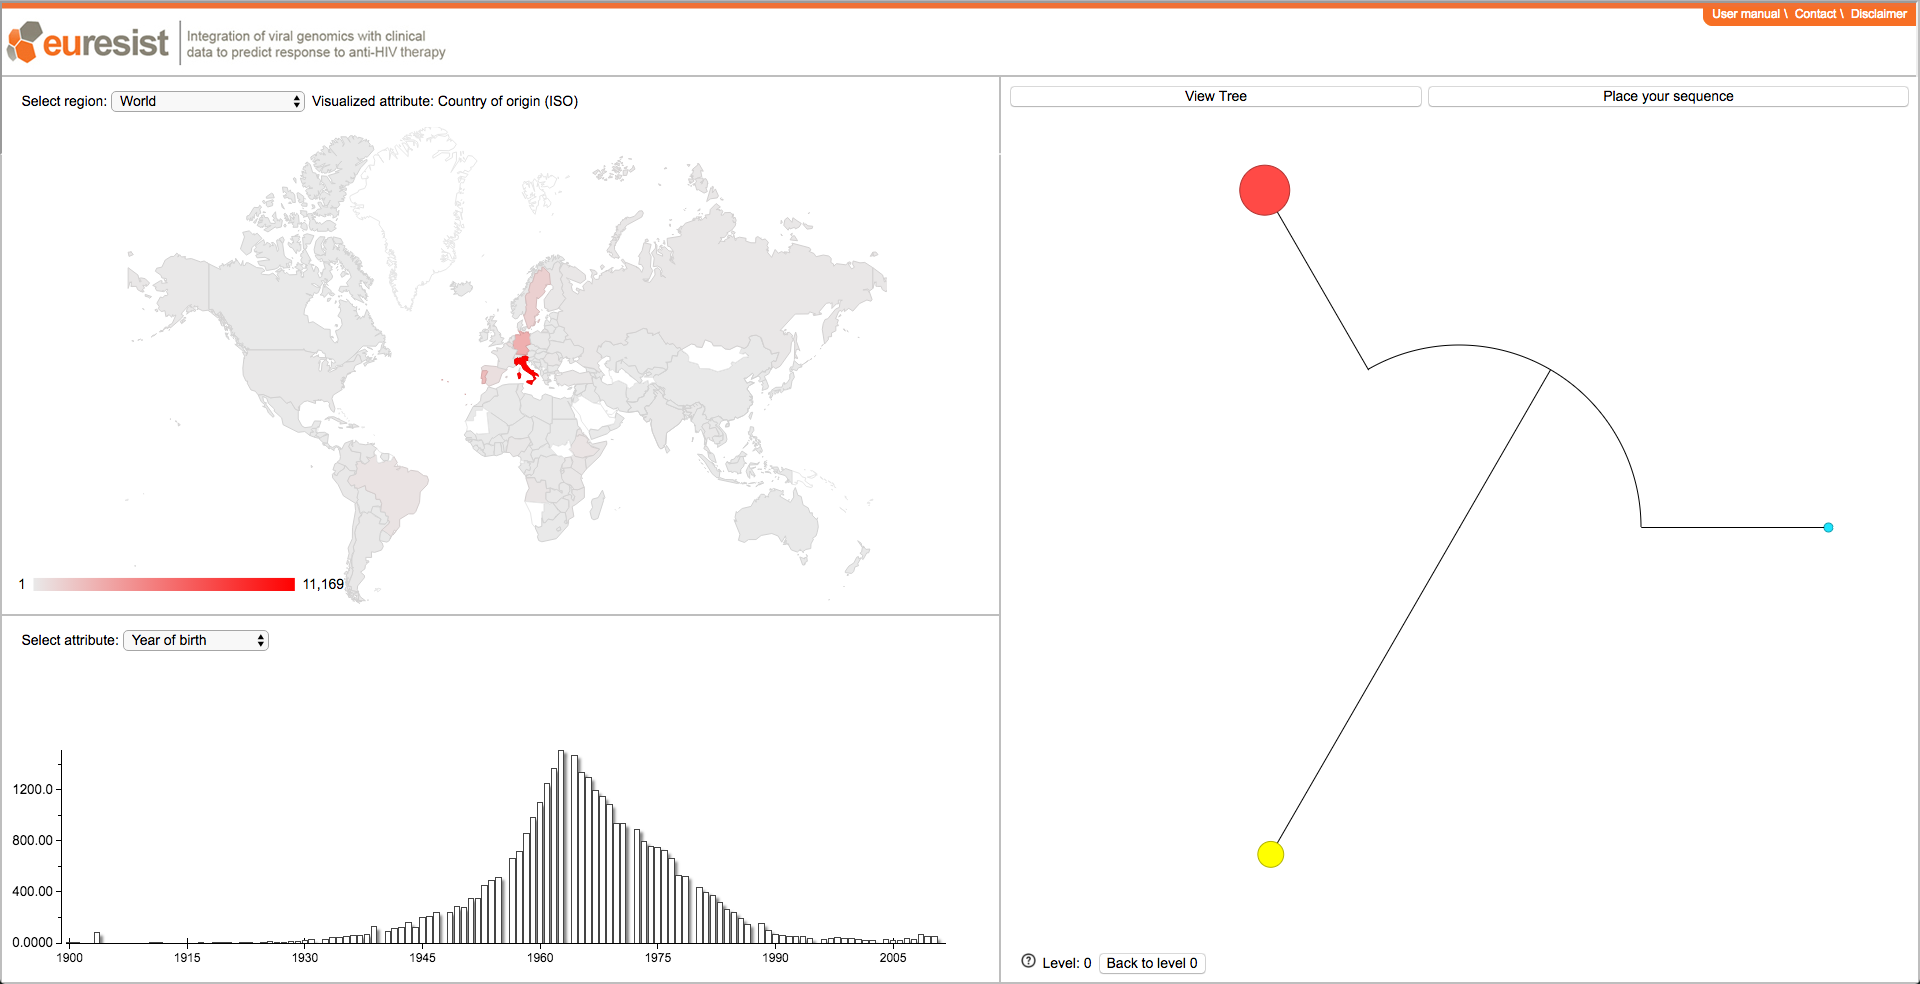 User manual \ Contact \ Disclaimer
euresist
Integration of viral genomics with clinical
data to predict response to anti-HIV therapy
Select region: World Visualized attribute: Country of origin (ISO)
1 11,169
Select attribute: Year of birth
1200.0
800.00
400.00
0.0000
1900 1915 1930 1945 1960 1975 1990 2005
View Tree Place your sequence
? Level: 0 Back to level 0